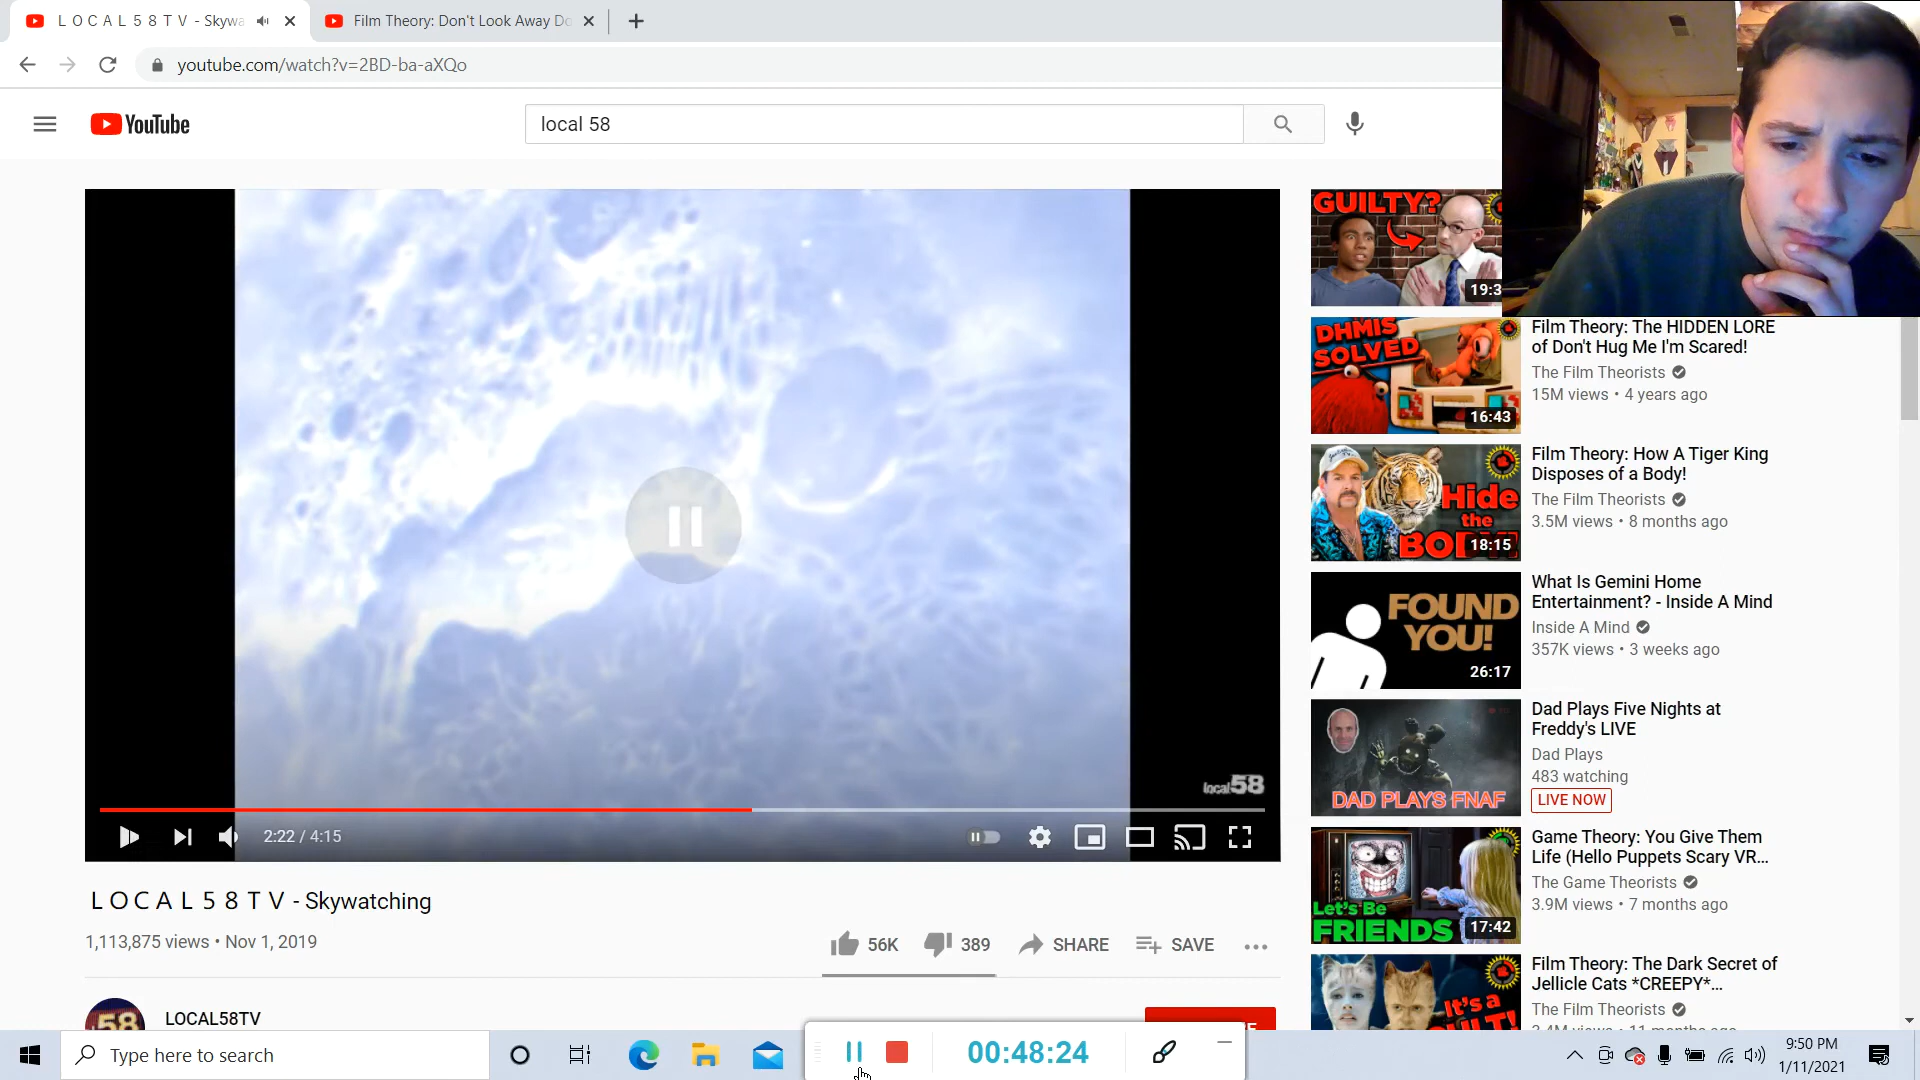 L O C A L 5 8 T V - Skywa
Film Theory: Don't Look Away Do
youtube.com/watch?v=2BD-ba-aXQo
YouTube
local 58
local58
2:22 / 4:15
L O C A L 5 8 T V - Skywatching
1,113,875 views • Nov 1, 2019
56K
389
SHARE
SAVE
58
LOCAL58TV
GUILTY?
19:3
DHMIS
SOLVED
16:43
Film Theory: The HIDDEN LORE
of Don't Hug Me I'm Scared!
The Film Theorists
15M views • 4 years ago
Hide
the
BODY!
18:15
Film Theory: How A Tiger King
Disposes of a Body!
The Film Theorists
3.5M views • 8 months ago
FOUND
YOU!
26:17
What Is Gemini Home
Entertainment? - Inside A Mind
Inside A Mind
357K views • 3 weeks ago
DAD PLAYS FNAF
Dad Plays Five Nights at
Freddy's LIVE
Dad Plays
483 watching
LIVE NOW
Let's Be
FRIENDS
17:42
Game Theory: You Give Them
Life (Hello Puppets Scary VR...
The Game Theorists
3.9M views • 7 months ago
It's a
CULT!
Film Theory: The Dark Secret of
Jellicle Cats *CREEPY*...
The Film Theorists
Type here to search
00:48:24
9:50 PM
1/11/2021